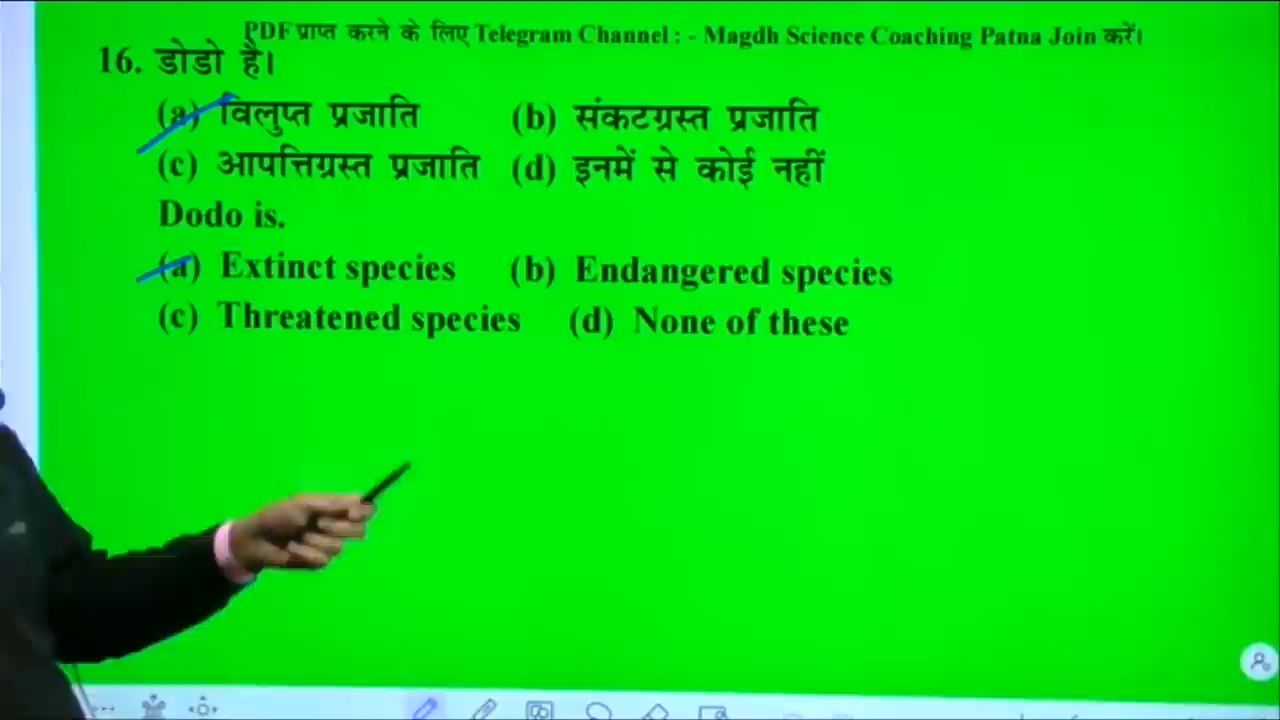 PDF प्राप्त करने के लिए Telegram Channel : - Magdh Science Coaching Patna Join करें।
16. डोडो है।
(a) विलुप्त प्रजाति (b) संकटग्रस्त प्रजाति
(c) आपत्तिग्रस्त प्रजाति (d) इनमें से कोई नहीं
Dodo is.
(a) Extinct species (b) Endangered species
(c) Threatened species (d) None of these